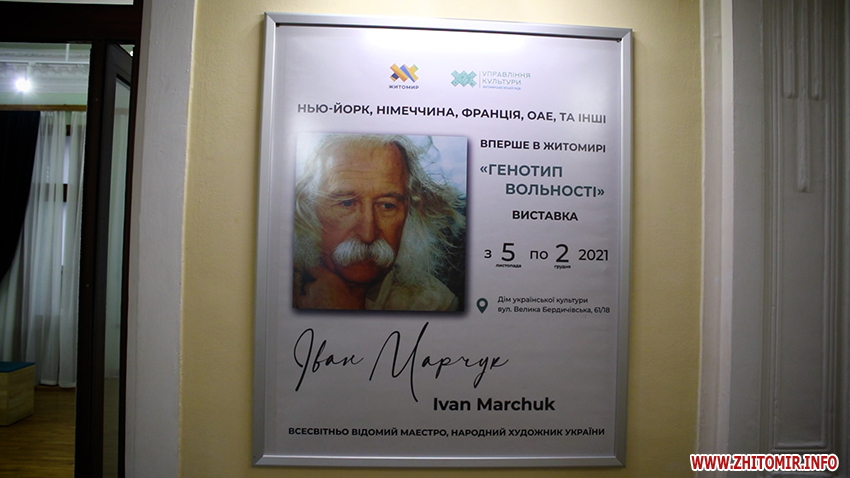 ЖИТОМИР
УПРАВЛІННЯ
КУЛЬТУРИ
НЬЮ-ЙОРК, НІМЕЧЧИНА, ФРАНЦІЯ, ОАЕ, ТА ІНШІ
ВПЕРШЕ В ЖИТОМИРІ
«ГЕНОТИП
ВОЛЬНОСТІ»
ВИСТАВКА
З 5 ПО 2 2021
листопада грудня
Дім української культури
вул. Велика Бердичівська, 61/18
Іван Марчук
Ivan Marchuk
ВСЕСВІТНЬО ВІДОМИЙ МАЕСТРО, НАРОДНИЙ ХУДОЖНИК УКРАЇНИ
WWW.ZHITOMIR.INFO